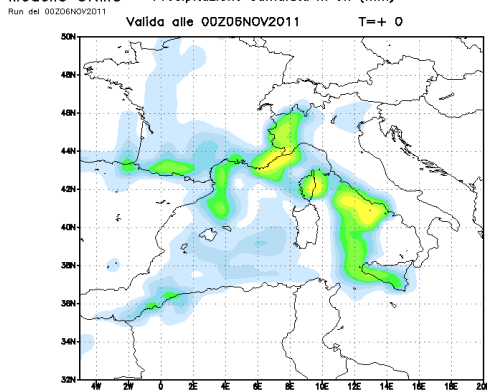 Run del 00Z06NOV2011
Valida alle 00Z06NOV2011 T=+ 0
50N
48N
46N
44N
42N
40N
38N
36N
34N
32N
4W 2W 0 2E 4E 6E 8E 10E 12E 14E 16E 18E